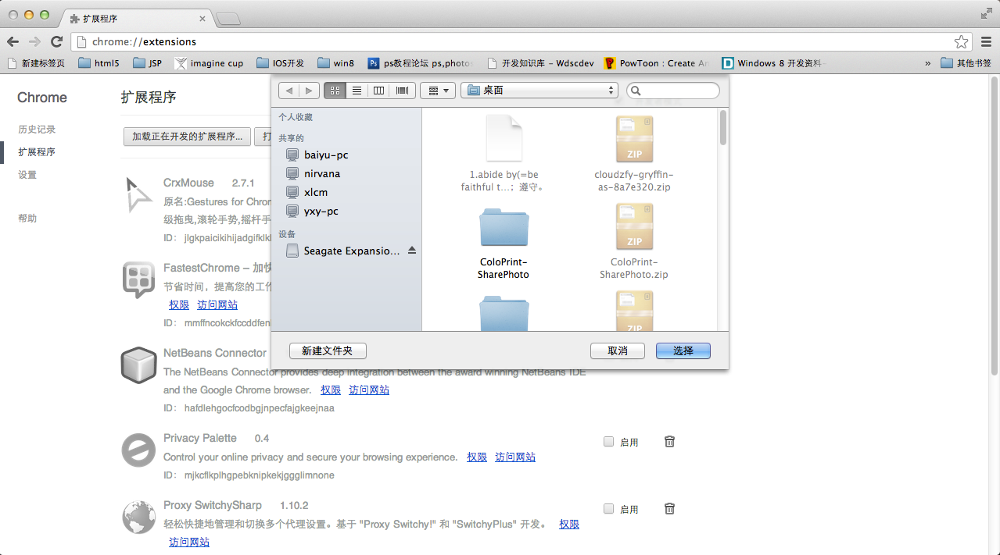 扩展程序
chrome://extensions
新建标签页
html5
JSP
imagine cup
IOS开发
win8
ps教程论坛 ps,photos
开发知识库 - Wdscdev
PowToon : Create An
Windows 8 开发资料
»
其他书签
Chrome
历史记录
扩展程序
设置
帮助
扩展程序
加载正在开发的扩展程序...
打
桌面
个人收藏
共享的
baiyu-pc
nirvana
xlcm
yxy-pc
设备
Seagate Expansio...
1.abide by(=be
faithful t...；遵守。
ZIP
cloudzfy-gryffin-
as-8a7e320.zip
ColoPrint-
SharePhoto
ZIP
ColoPrint-
SharePhoto.zip
ZIP
新建文件夹
取消
选择
CrxMouse 2.7.1
原名:Gestures for Chrom
级拖曳,滚轮手势,摇杆手
ID： jlgkpaicikihijadgifklkb
FastestChrome – 加快
节省时间，提高您的工作
权限 访问网站
ID： mmffncokckfccddfen
NetBeans Connector
The NetBeans Connector provides deep integration between the award winning NetBeans IDE
and the Google Chrome browser. 权限 访问网站
ID： hafdlehgocfcodbgjnpecfajgkeejnaa
Privacy Palette 0.4
启用
Control your online privacy and secure your browsing experience. 权限 访问网站
ID： mjkcflkplhgpebknipkekjggglimnone
Proxy SwitchySharp 1.10.2
启用
轻松快捷地管理和切换多个代理设置。基于 "Proxy Switchy!" 和 "SwitchyPlus" 开发。 权限
访问网站